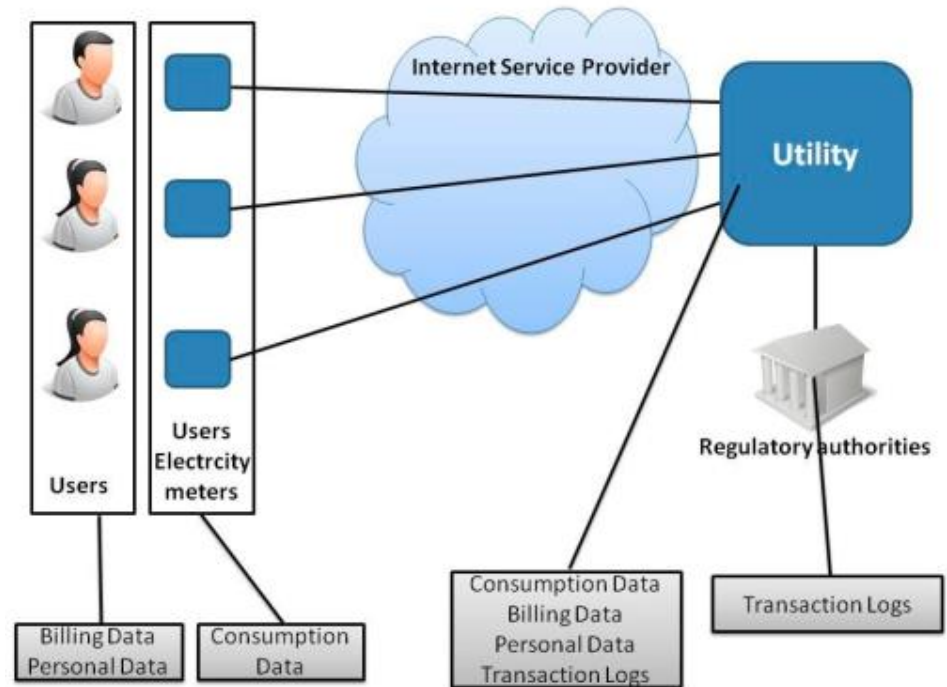 Internet Service Provider
Utility
Users
Electrcity
meters
Users
Regulatory authorities
Billing Data
Personal Data
Consumption
Data
Consumption Data
Billing Data
Personal Data
Transaction Logs
Transaction Logs